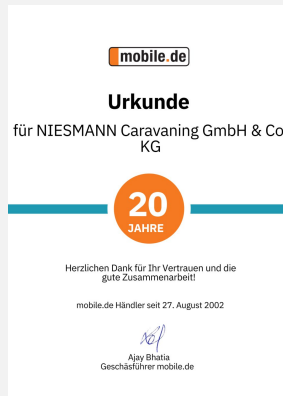 mobile.de
Urkunde
für NIESMANN Caravaning GmbH & Co
KG
20
JAHRE
Herzlichen Dank für Ihr Vertrauen und die
gute Zusammenarbeit!
mobile.de Händler seit 27. August 2002
Ajay Bhatia
Geschäsführer mobile.de